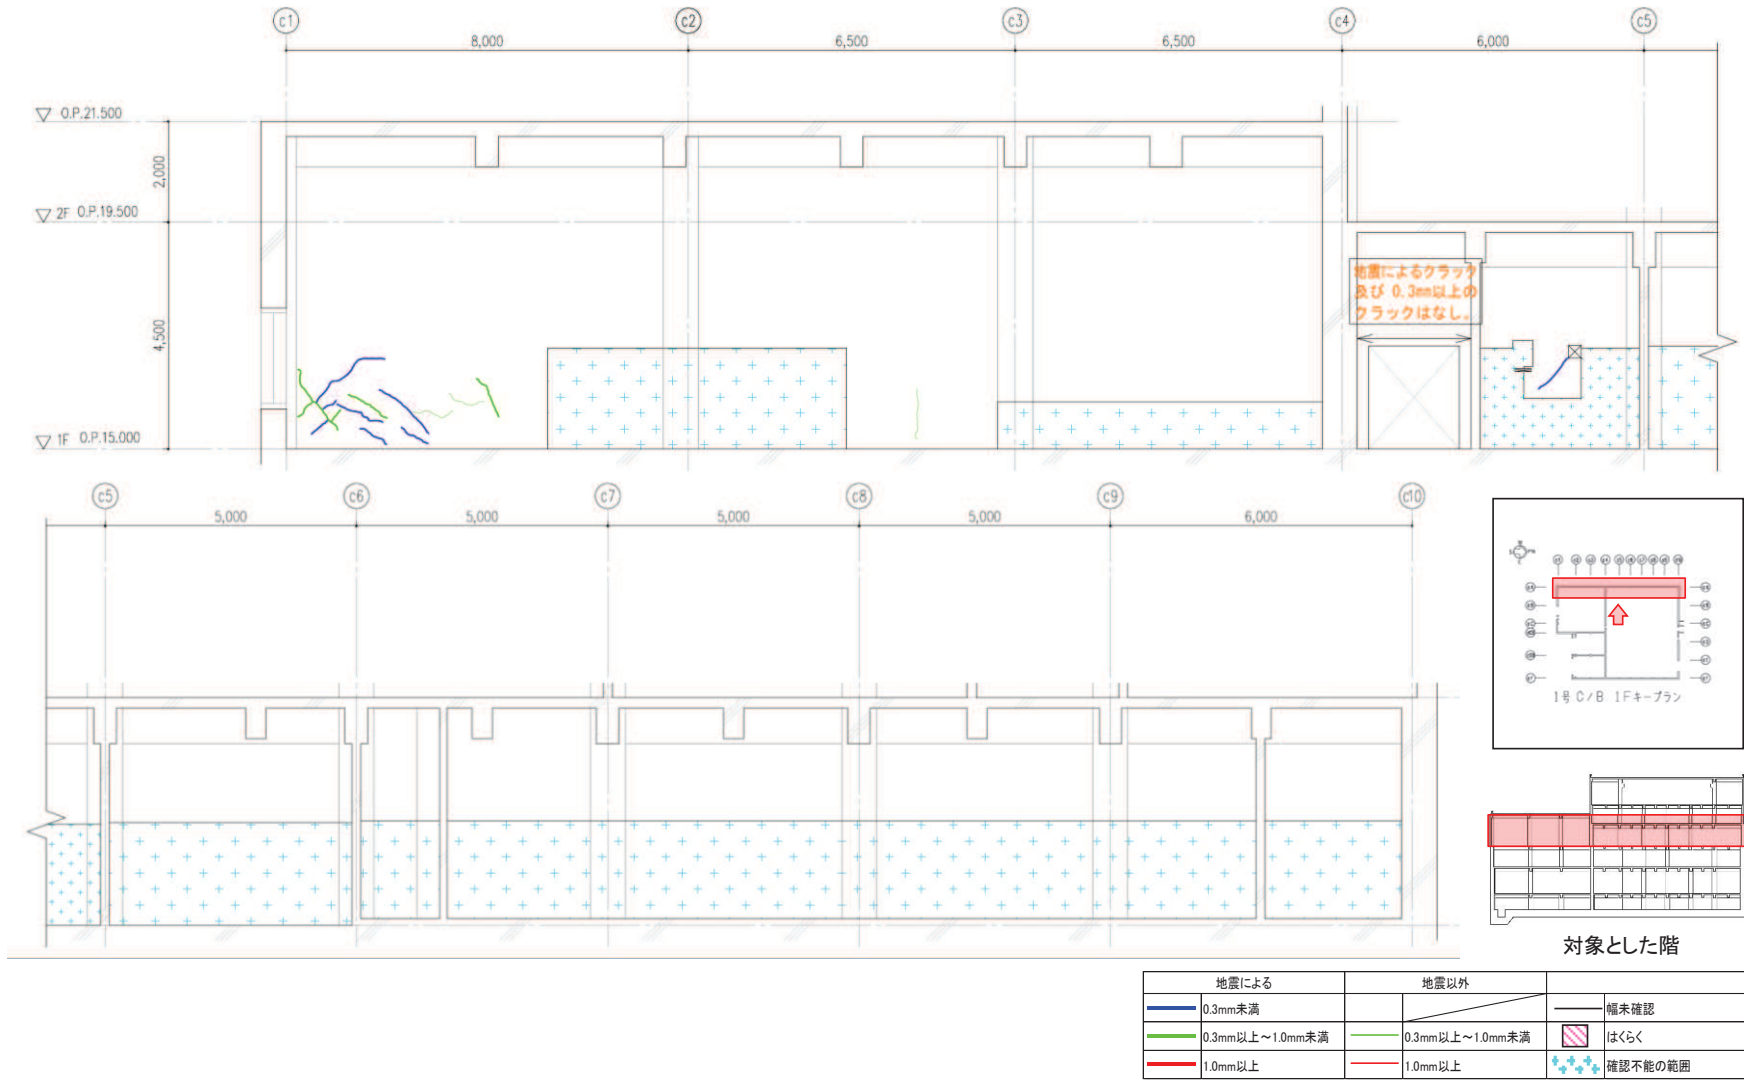 c1 c2 c3 c4 c5
8,000 6,500 6,500 6,000
O.P.21.500
2,000
2F O.P.19.500
4,500
1F O.P.15.000
地震によるクラック
及び 0.3mm以上の
クラックはなし。
c5 c6 c7 c8 c9 c10
5,000 5,000 5,000 5,000 6,000
1号 C/B 1Fキープラン
対象とした階
地震による 地震以外
0.3mm未満 幅未確認
0.3mm以上～1.0mm未満 0.3mm以上～1.0mm未満 はくらく
1.0mm以上 1.0mm以上 確認不能の範囲